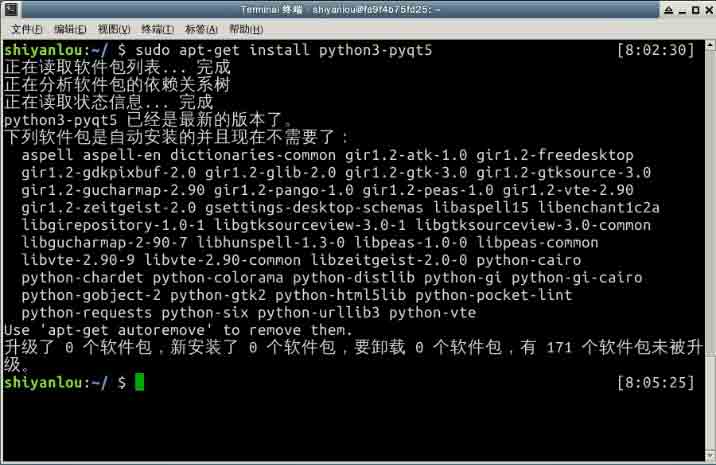 Terminal 终端 - shiyanlou@fa9f4b75fd25: ~
文件(F) 编辑(E) 视图(V) 终端(T) 标签(A) 帮助(H)
shiyanlou:~/ $ sudo apt-get install python3-pyqt5 [8:02:30]
正在读取软件包列表... 完成
正在分析软件包的依赖关系树
正在读取状态信息... 完成
python3-pyqt5 已经是最新的版本了。
下列软件包是自动安装的并且现在不需要了：
aspell aspell-en dictionaries-common gir1.2-atk-1.0 gir1.2-freedesktop
gir1.2-gdkpixbuf-2.0 gir1.2-glib-2.0 gir1.2-gtk-3.0 gir1.2-gtksource-3.0
gir1.2-gucharmap-2.90 gir1.2-pango-1.0 gir1.2-peas-1.0 gir1.2-vte-2.90
gir1.2-zeitgeist-2.0 gsettings-desktop-schemas libaspell15 libenchant1c2a
libgirepository-1.0-1 libgtksourceview-3.0-1 libgtksourceview-3.0-common
libgucharmap-2-90-7 libhunspell-1.3-0 libpeas-1.0-0 libpeas-common
libvte-2.90-9 libvte-2.90-common libzeitgeist-2.0-0 python-cairo
python-chardet python-colorama python-distlib python-gi python-gi-cairo
python-gobject-2 python-gtk2 python-html5lib python-pocket-lint
python-requests python-six python-urllib3 python-vte
Use 'apt-get autoremove' to remove them.
升级了 0 个软件包，新安装了 0 个软件包，要卸载 0 个软件包，有 171 个软件包未被升
级。
shiyanlou:~/ $ [8:05:25]